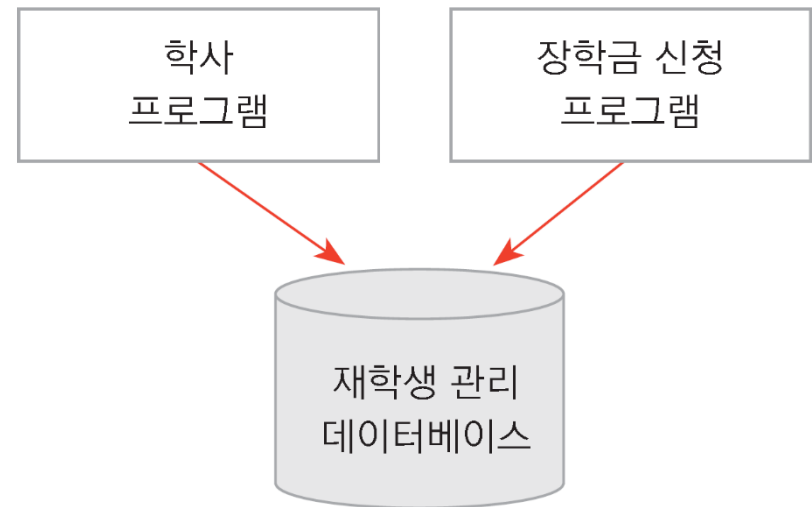 학사
프로그램
장학금 신청
프로그램
재학생 관리
데이터베이스